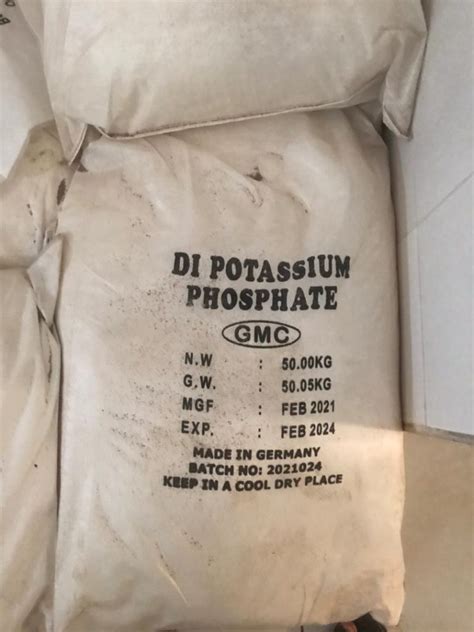 DI POTASSIUM
PHOSPHATE
GMC
N.W : 50.00KG
G.W. : 50.05KG
MGF : FEB 2021
EXP. : FEB 2024
MADE IN GERMANY
BATCH NO: 2021024
KEEP IN A COOL DRY PLACE